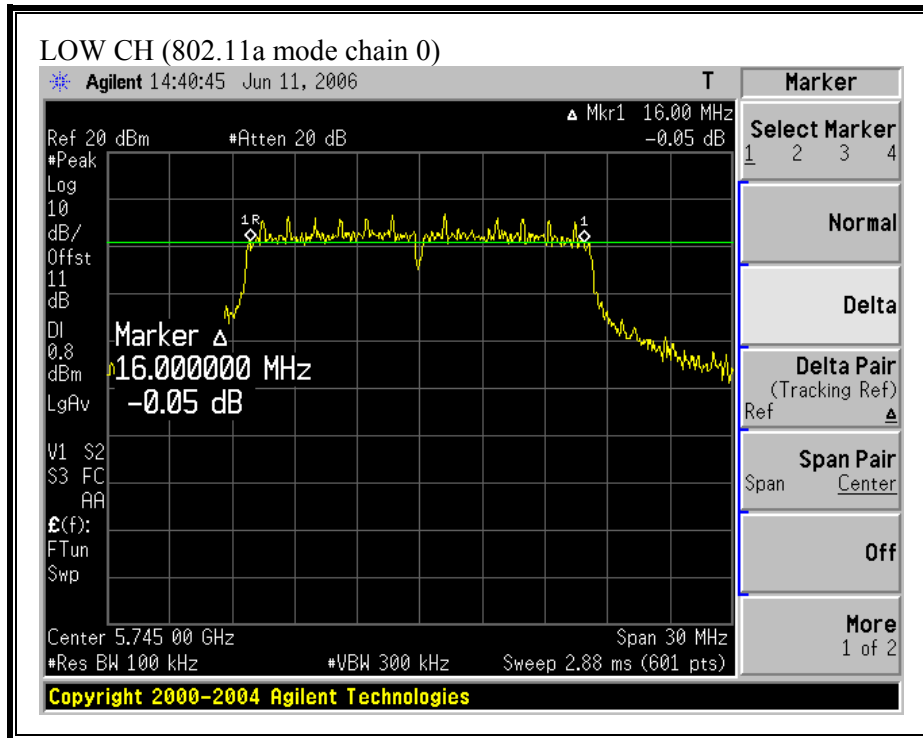 LOW CH (802.11a mode chain 0)
Agilent 14:40:45 Jun 11, 2006 T
Δ Mkr1 16.00 MHz
Ref 20 dBm #Atten 20 dB -0.05 dB
#Peak
Log
10
dB/
Offst
11
dB
DI
0.8
dBm
LgAv
V1 S2
S3 FC
AA
£(f):
FTun
Swp
1R
1
Marker Δ
16.000000 MHz
-0.05 dB
Center 5.745 00 GHz Span 30 MHz
#Res BW 100 kHz #VBW 300 kHz Sweep 2.88 ms (601 pts)
Copyright 2000-2004 Agilent Technologies
Marker
Select Marker
1 2 3 4
Normal
Delta
Delta Pair
(Tracking Ref)
Ref Δ
Span Pair
Span Center
Off
More
1 of 2